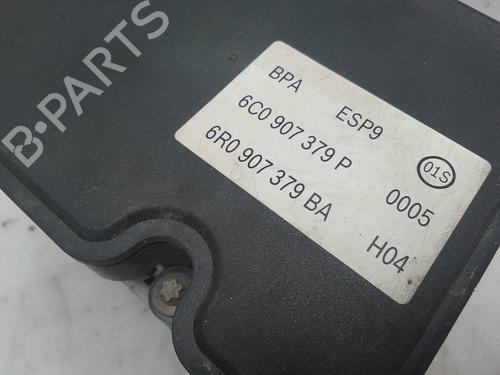 BPA ESP9
6C0 907 379 P 01S
6R0 907 379 BA 0005
H04
B-PARTS